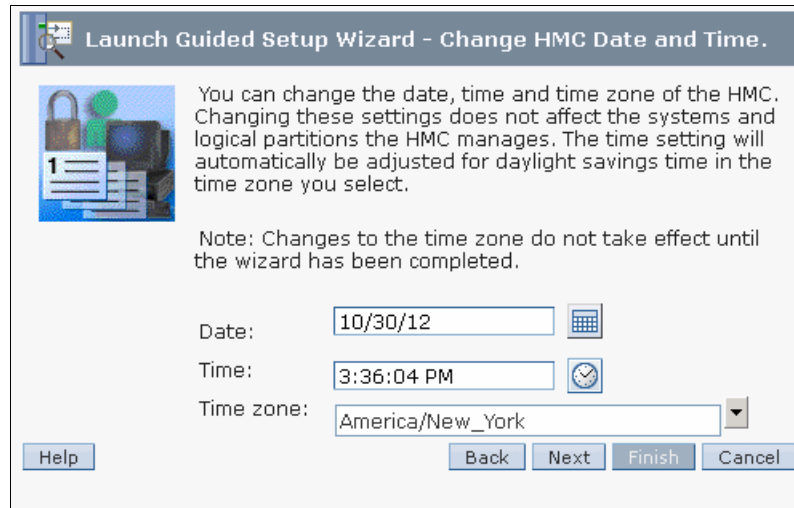 Launch Guided Setup Wizard - Change HMC Date and Time.
You can change the date, time and time zone of the HMC.
Changing these settings does not affect the systems and
logical partitions the HMC manages. The time setting will
automatically be adjusted for daylight savings time in the
time zone you select.
Note: Changes to the time zone do not take effect until
the wizard has been completed.
1
Date: 10/30/12
Time: 3:36:04 PM
Time zone: America/New_York
Help Back Next Finish Cancel